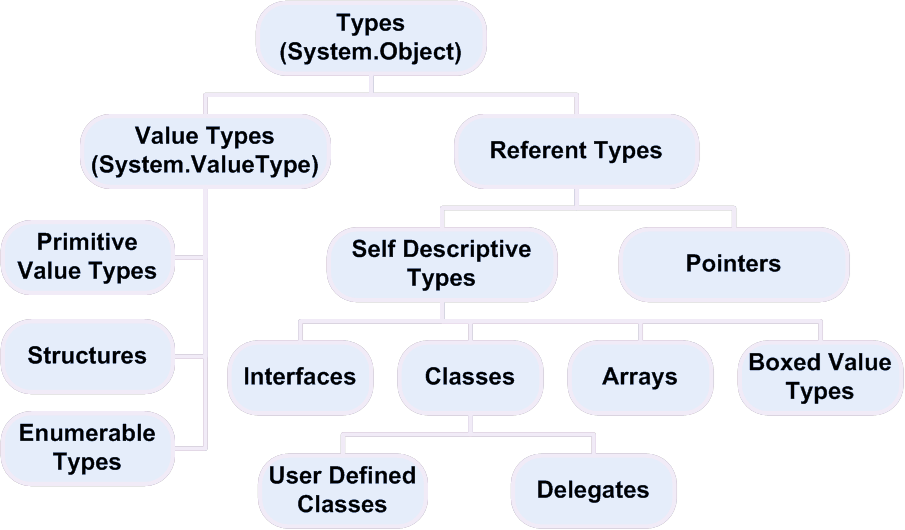 Types
(System.Object)
Value Types
(System.ValueType)
Referent Types
Primitive
Value Types
Self Descriptive
Types
Pointers
Structures
Interfaces
Classes
Arrays
Boxed Value
Types
Enumerable
Types
User Defined
Classes
Delegates